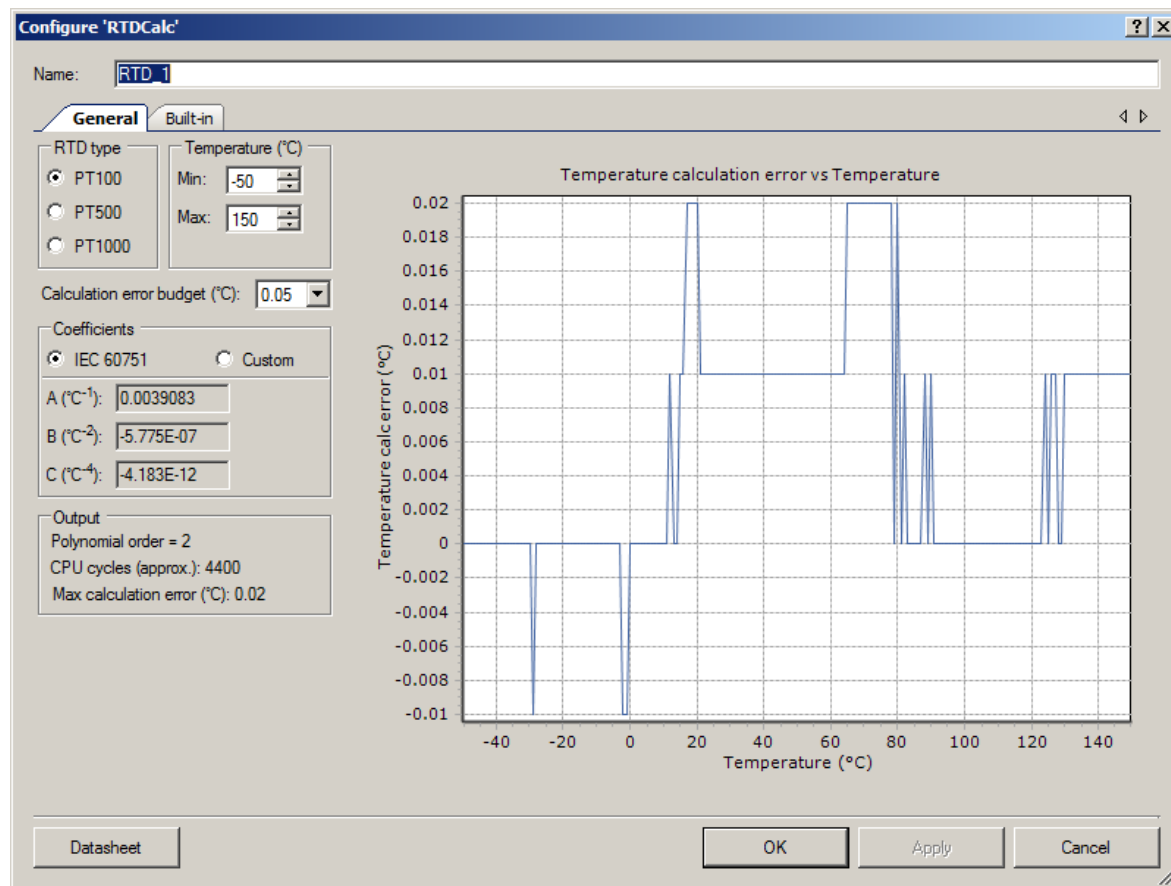 Configure 'RTDCalc'
Name: RTD_1
General Built-in
RTD type
PT100
PT500
PT1000
Temperature (°C)
Min: -50
Max: 150
Calculation error budget (°C): 0.05
Coefficients
IEC 60751 Custom
A (°C⁻¹): 0.0039083
B (°C⁻²): -5.775E-07
C (°C⁻⁴): -4.183E-12
Output
Polynomial order = 2
CPU cycles (approx.): 4400
Max calculation error (°C): 0.02
Temperature calculation error vs Temperature
Temperature calc error (°C)
0.02
0.018
0.016
0.014
0.012
0.01
0.008
0.006
0.004
0.002
0
-0.002
-0.004
-0.006
-0.008
-0.01
-40 -20 0 20 40 60 80 100 120 140
Temperature (°C)
Datasheet OK Apply Cancel